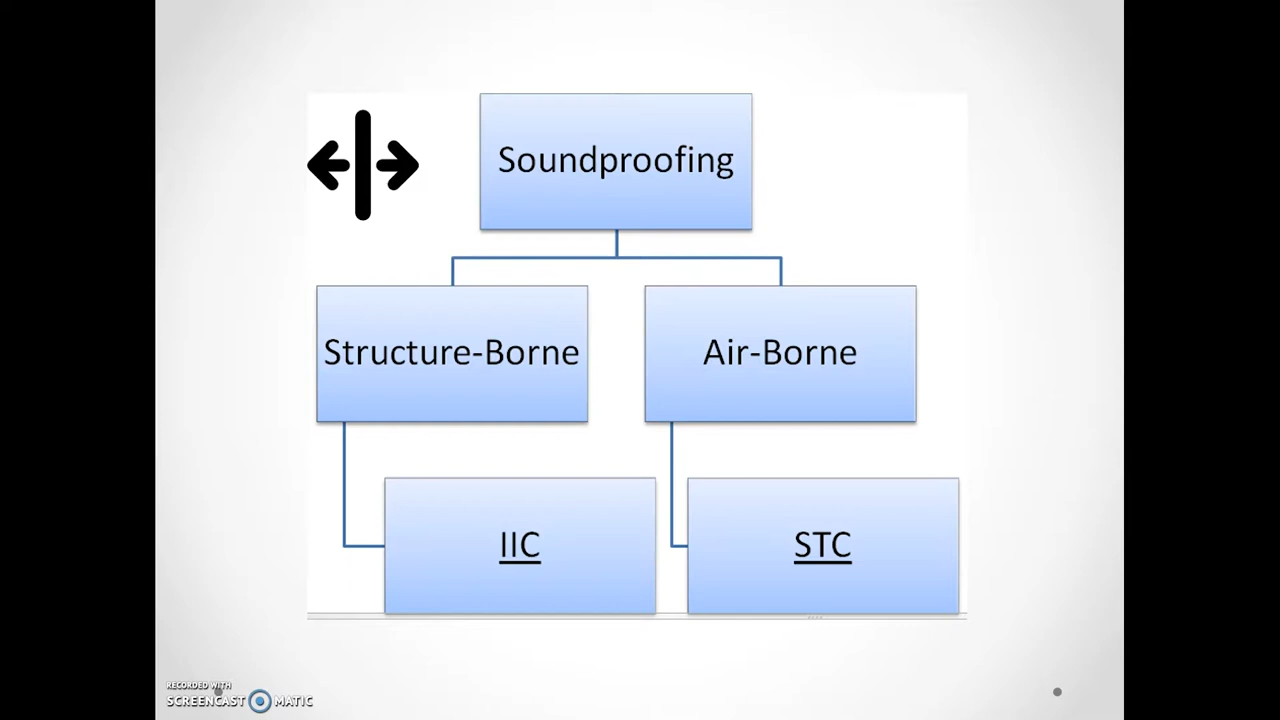 Soundproofing
Structure-Borne
Air-Borne
IIC
STC
RECORDED WITH
SCREENCAST MATIC